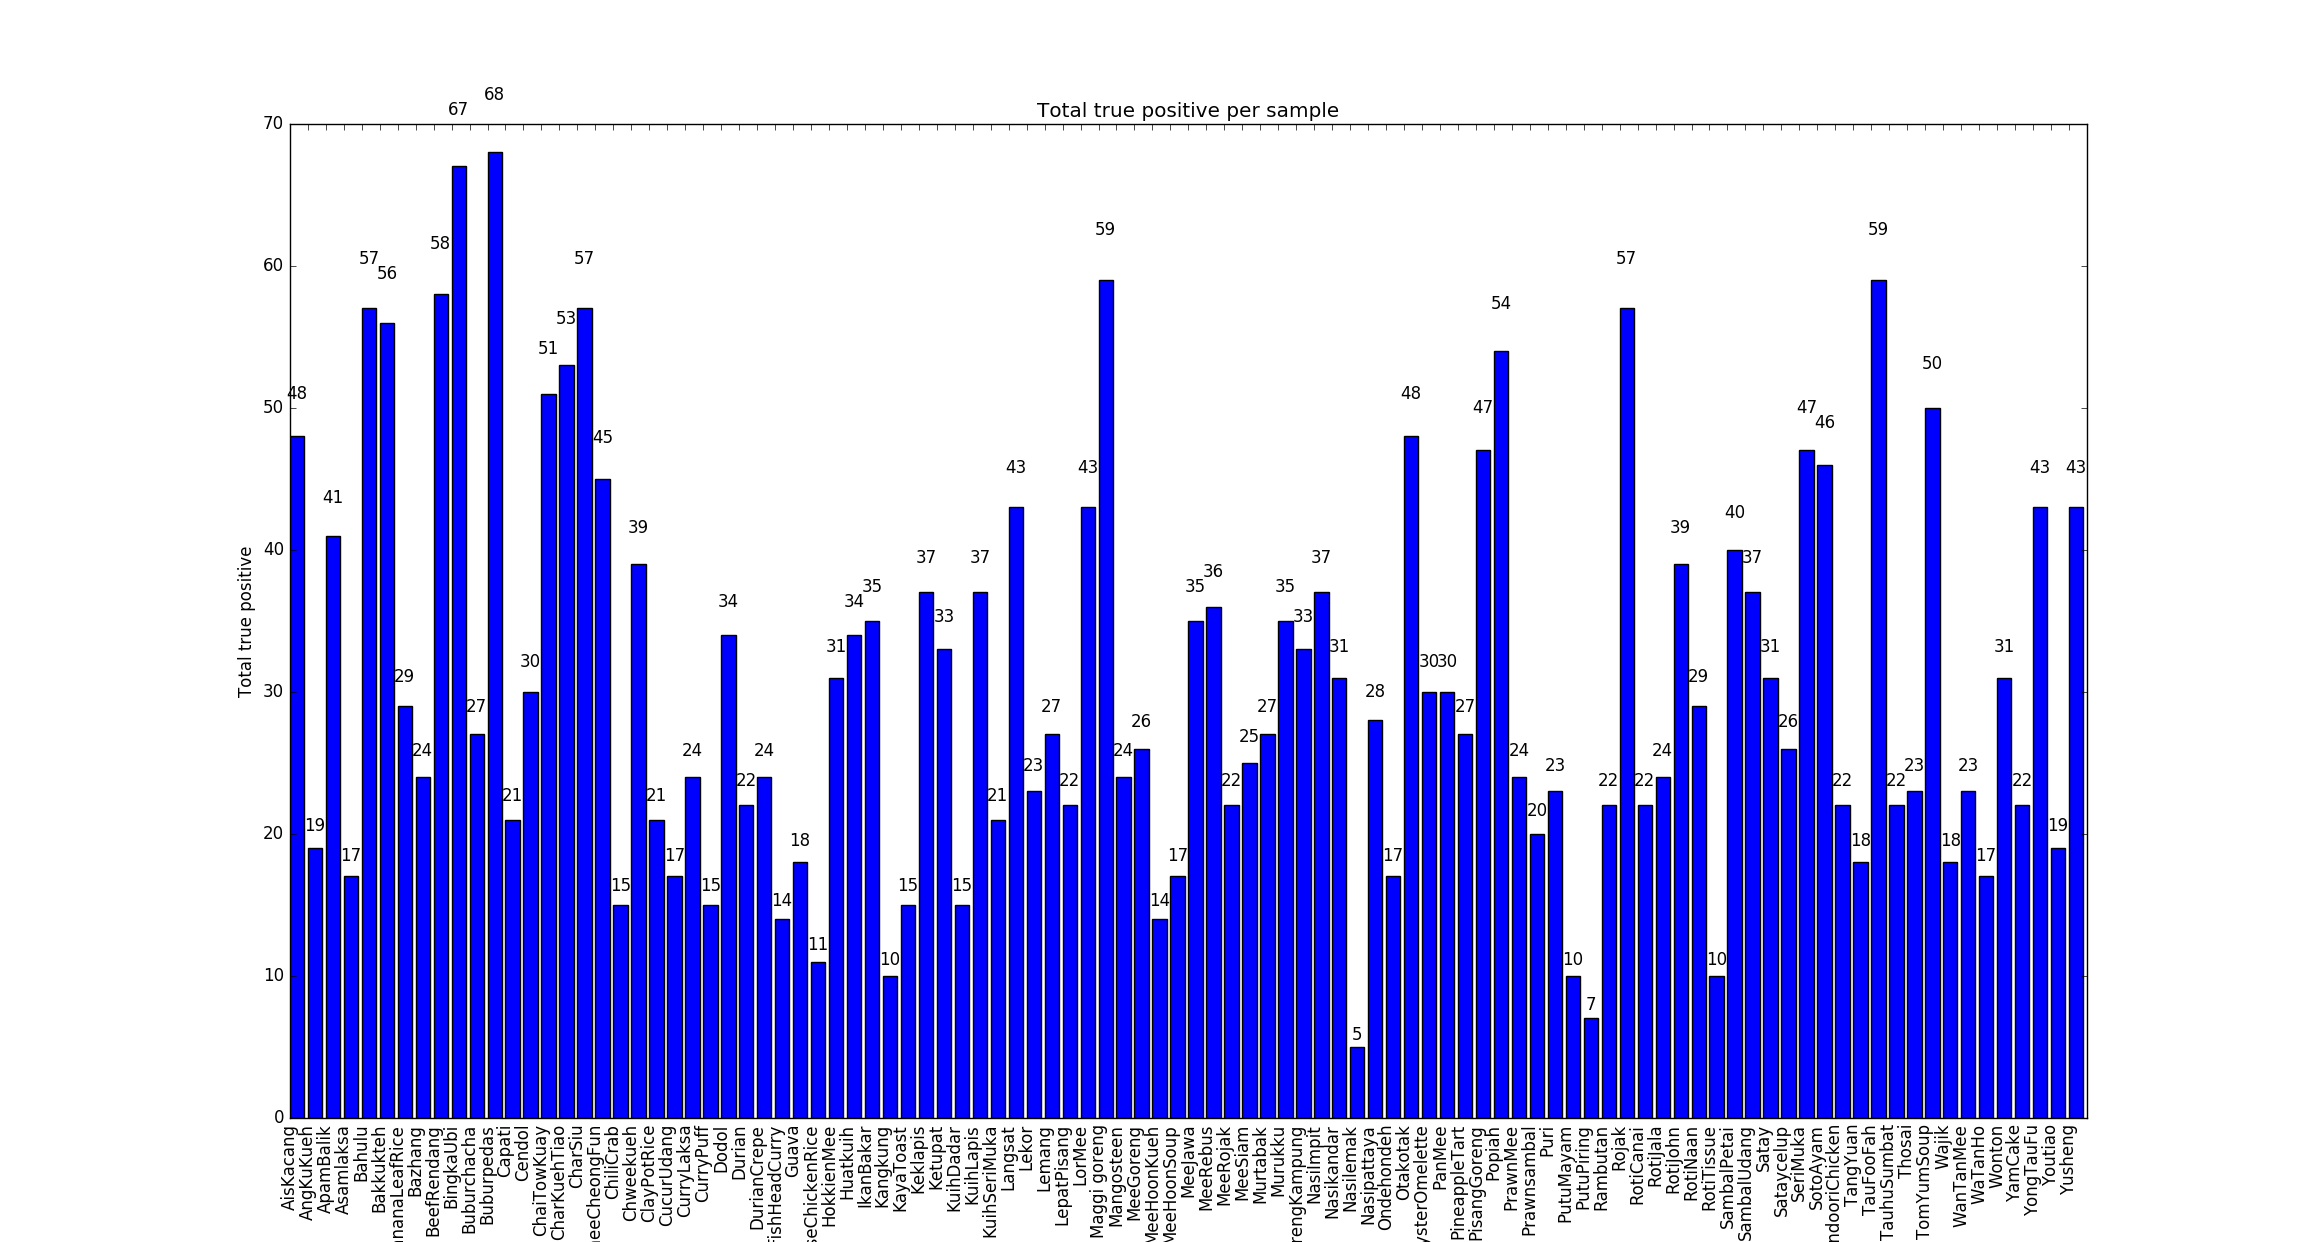 Total true positive per sample
Total true positive
70
60
50
40
30
20
10
0
48
19
41
17
57
56
29
24
58
67
27
68
21
30
51
53
57
45
15
39
21
17
24
15
34
22
24
14
18
11
31
34
35
10
15
37
33
15
37
21
43
23
27
22
43
59
24
26
14
17
35
36
22
25
27
35
33
37
31
5
28
17
48
30
30
27
47
54
24
20
23
10
7
22
57
22
24
39
29
10
40
37
31
26
47
46
22
18
59
22
23
50
18
23
17
31
22
43
19
43
AisKacang
AngKuKueh
ApamBalik
Asamlaksa
Bahulu
Bakkukteh
nanaLeafRice
Bazhang
BeefRendang
BingkaUbi
Buburchacha
Buburpedas
Capati
Cendol
ChaiTowKuay
CharKuehTiao
CharSiu
eeCheongFun
ChiliCrab
Chweekueh
ClayPotRice
CucurUdang
CurryLaksa
CurryPuff
Dodol
Durian
DurianCrepe
FishHeadCurry
Guava
seChickenRice
HokkienMee
Huatkuih
IkanBakar
Kangkung
KayaToast
Keklapis
Ketupat
KuihDadar
KuihLapis
KuihSeriMuka
Langsat
Lekor
Lemang
LepatPisang
LorMee
Maggi goreng
Mangosteen
MeeGoreng
MeeHoonKueh
MeeHoonSoup
MeeJawa
MeeRebus
MeeRojak
MeeSiam
Murtabak
Murukku
rengKampung
NasiImpit
Nasikandar
Nasilemak
Nasipattaya
Ondehondeh
Otakotak
ysterOmelette
PanMee
PineappleTart
PisangGoreng
Popiah
PrawnMee
Prawnsambal
Puri
PutuMayam
PutuPiring
Rambutan
Rojak
RotiCanai
RotiJala
RotiJohn
RotiNaan
RotiTissue
SambalPetai
SambalUdang
Satay
Sataycelup
SeriMuka
SotoAyam
ndooriChicken
TangYuan
TauFooFah
TauhuSumbat
Thosai
TomYumSoup
Wajik
WanTanMee
WaTanHo
Wonton
YamCake
YongTauFu
Youtiao
Yusheng